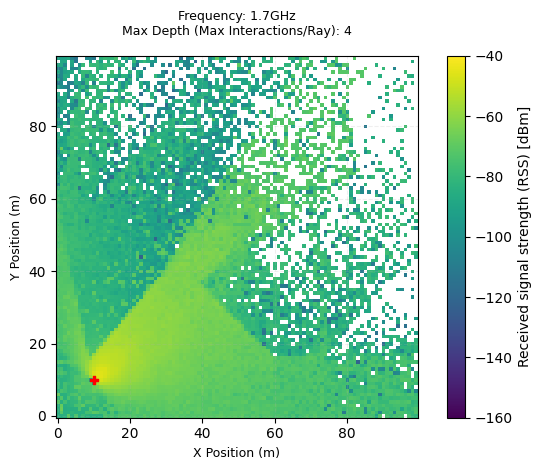 Frequency: 1.7GHz
Max Depth (Max Interactions/Ray): 4
80
60
40
20
0
Y Position (m)
0 20 40 60 80
X Position (m)
−40
−60
−80
−100
−120
−140
−160
Received signal strength (RSS) [dBm]